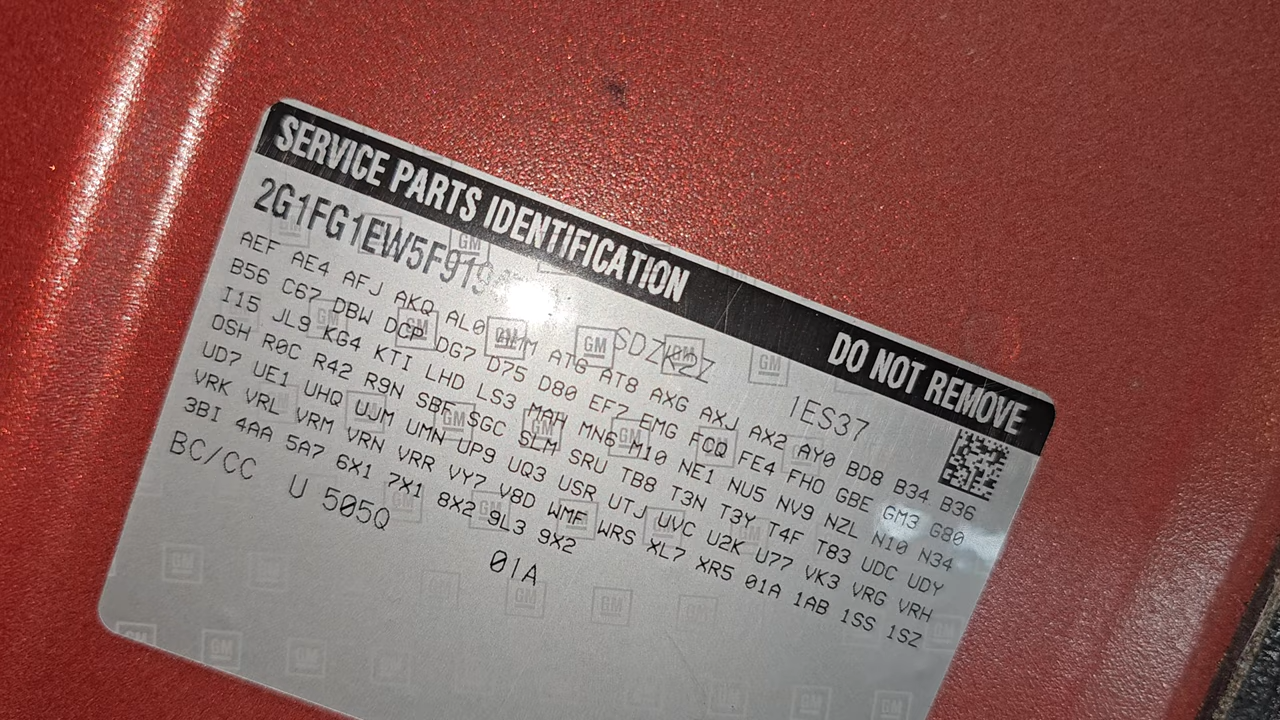 SERVICE PARTS IDENTIFICATION DO NOT REMOVE
2G1FG1EW5F919
SDZKZZ 1ES37
AEF AE4 AFJ AKQ AL0 ATG AT8 AXG AXJ AX2 AY0 BD8 B34 B36
B56 C67 DBW DCP DG7 D75 D80 EF7 EMG FCQ FE4 FHO GBE GM3 G80
I15 JL9 KG4 KTI LHD LS3 MAH MN6 M10 NE1 NU5 NV9 NZL N10 N34
OSH R0C R42 R9N SBF SGC SLM SRU TB8 T3N T3Y T4F T83 UDC UDY
UD7 UE1 UHQ UJM UMN UP9 UQ3 USR UTJ UVC U2K U77 VK3 VRG VRH
VRK VRL VRM VRN VRR VY7 V8D WMF WRS XL7 XR5 01A 1AB 1SS 1SZ
3BI 4AA 5A7 6X1 7X1 8X2 9L3 9X2
BC/CC U 505Q 01A